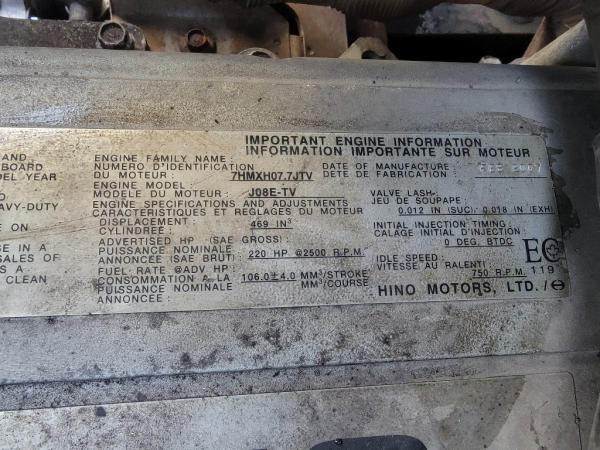 IMPORTANT ENGINE INFORMATION
INFORMATION IMPORTANTE SUR MOTEUR
AND
BOARD
DEL YEAR
AVY-DUTY
E ON
SE IN A
SALES OF
S A
CLEAN
ENGINE FAMILY NAME :
NUMERO D'IDENTIFICATION
DU MOTEUR : 7HMXH07.7JTV
ENGINE MODEL :
MODELE DU MOTEUR : J08E-TV
ENGINE SPECIFICATIONS AND ADJUSTMENTS
CARACTERISTIQUES ET REGLAGES DU MOTEUR
DISPLACEMENT : 469 IN³
CYLINDREE :
ADVERTISED HP (SAE GROSS) :
PUISSANCE NOMINALE
ANNONCEE (SAE BRUT) : 220 HP @2500 R.P.M.
FUEL RATE @ADV HP :
CONSOMMATION A LA 106.0±4.0 MM³/STROKE
PUISSANCE NOMINALE MM³/COURSE
ANNONCEE :
DATE OF MANUFACTURE : FEB 2007
DETE DE FABRICATION
VALVE LASH :
JEU DE SOUPAPE :
0.012 IN (SUC) 0.018 IN (EXH)
INITIAL INJECTION TIMING :
CALAGE INITIAL D'INJECTION :
0 DEG. BTDC
IDLE SPEED :
VITESSE AU RALENTI :
750 R.P.M.
EC
119
HINO MOTORS, LTD./